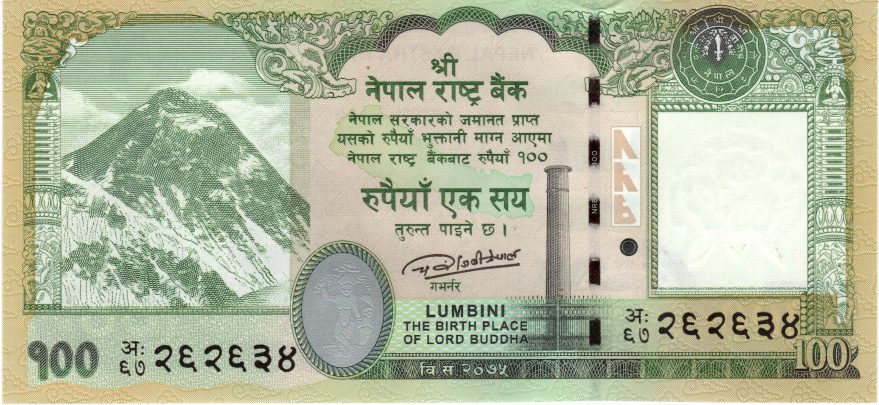 श्री
नेपाल राष्ट्र बैंक
नेपाल सरकारको जमानत प्राप्त
यसको रुपैयाँ भुक्तानी माग्न आएमा
नेपाल राष्ट्र बैंकबाट रुपैयाँ १००
रुपैयाँ एक सय
तुरुन्त पाइने छ ।
गभर्नर
LUMBINI
THE BIRTH PLACE
OF LORD BUDDHA
वि.सं २०७५
१००
अः
६७ २६२६३४
अः
६७ २६२६३४
100
NRB